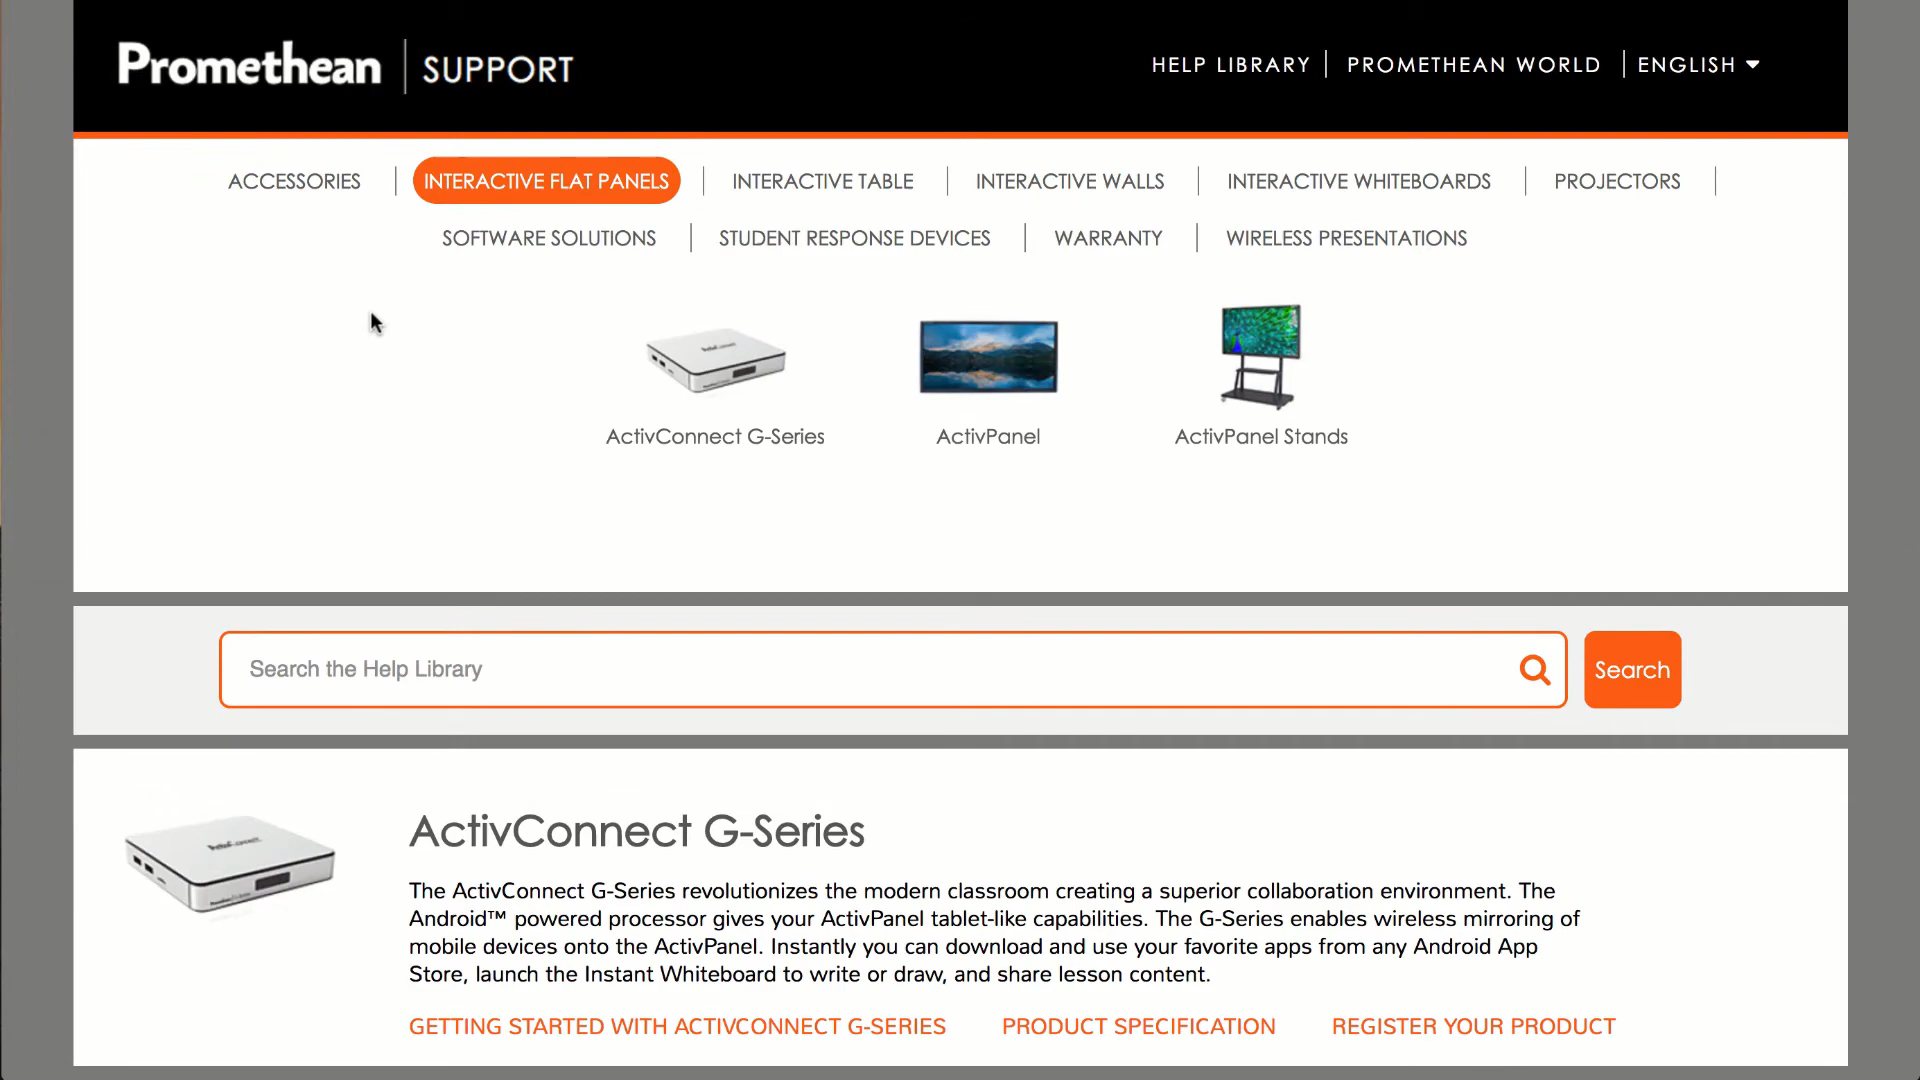 Promethean | SUPPORT
HELP LIBRARY | PROMETHEAN WORLD | ENGLISH
ACCESSORIES | INTERACTIVE FLAT PANELS | INTERACTIVE TABLE | INTERACTIVE WALLS | INTERACTIVE WHITEBOARDS | PROJECTORS |
SOFTWARE SOLUTIONS | STUDENT RESPONSE DEVICES | WARRANTY | WIRELESS PRESENTATIONS
ActivConnect G-Series
ActivPanel
ActivPanel Stands
Search the Help Library
Search
ActivConnect G-Series
The ActivConnect G-Series revolutionizes the modern classroom creating a superior collaboration environment. The
Android™ powered processor gives your ActivPanel tablet-like capabilities. The G-Series enables wireless mirroring of
mobile devices onto the ActivPanel. Instantly you can download and use your favorite apps from any Android App
Store, launch the Instant Whiteboard to write or draw, and share lesson content.
GETTING STARTED WITH ACTIVCONNECT G-SERIES
PRODUCT SPECIFICATION
REGISTER YOUR PRODUCT